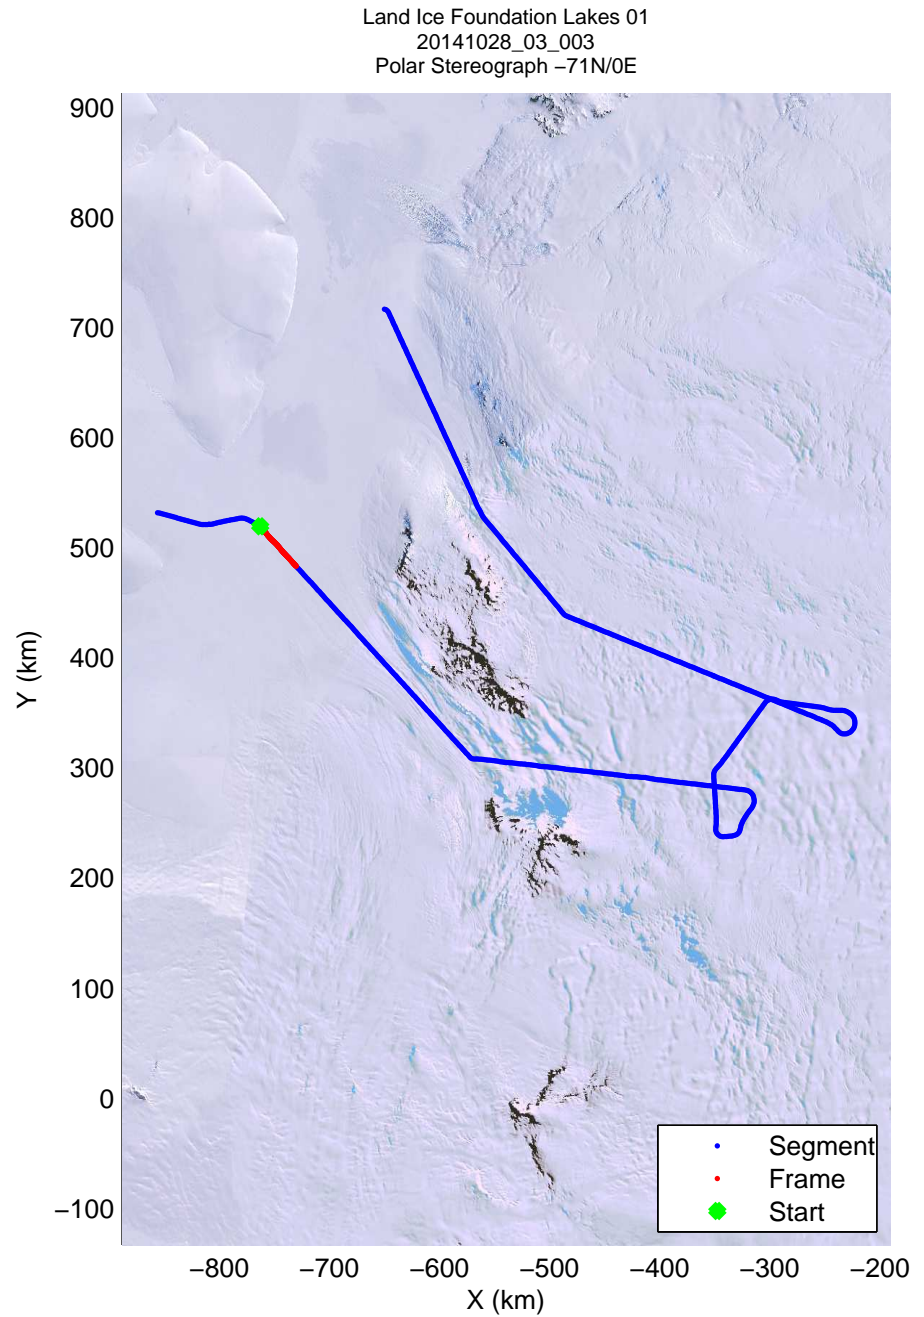 Land Ice Foundation Lakes 01
20141028_03_003
Polar Stereograph −71N/0E
900
800
700
600
500
400
300
200
100
0
−100
Y (km)
−800
−700
−600
−500
−400
−300
−200
X (km)
Segment
Frame
Start